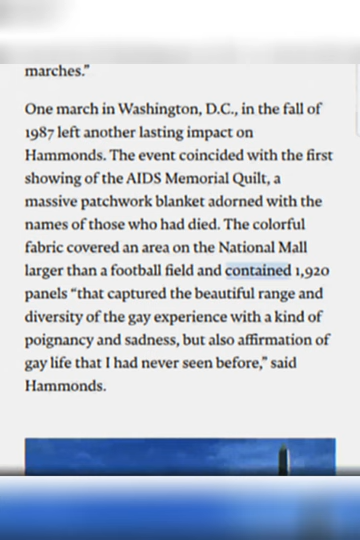 marches.”
One march in Washington, D.C., in the fall of
1987 left another lasting impact on
Hammonds. The event coincided with the first
showing of the AIDS Memorial Quilt, a
massive patchwork blanket adorned with the
names of those who had died. The colorful
fabric covered an area on the National Mall
larger than a football field and contained 1,920
panels “that captured the beautiful range and
diversity of the gay experience with a kind of
poignancy and sadness, but also affirmation of
gay life that I had never seen before,” said
Hammonds.